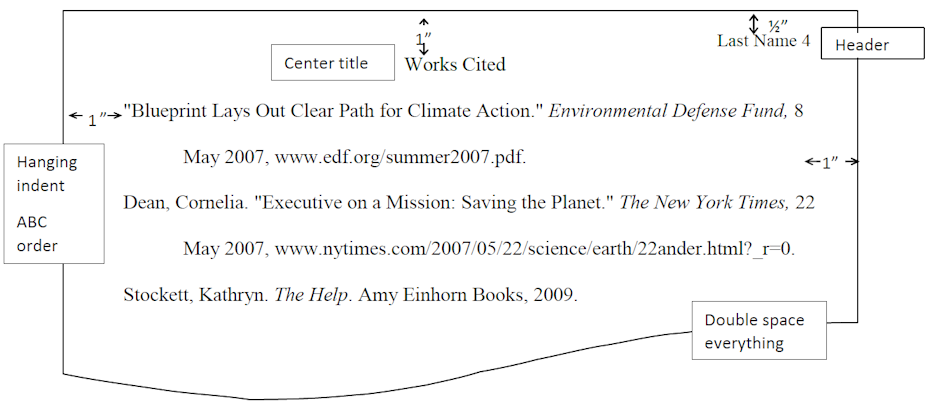 ½”
1”
Last Name 4
Header
Center title
Works Cited
"Blueprint Lays Out Clear Path for Climate Action." Environmental Defense Fund, 8
1”
May 2007, www.edf.org/summer2007.pdf.
1”
Hanging
indent
ABC
order
Dean, Cornelia. "Executive on a Mission: Saving the Planet." The New York Times, 22
May 2007, www.nytimes.com/2007/05/22/science/earth/22ander.html?_r=0.
Stockett, Kathryn. The Help. Amy Einhorn Books, 2009.
Double space
everything